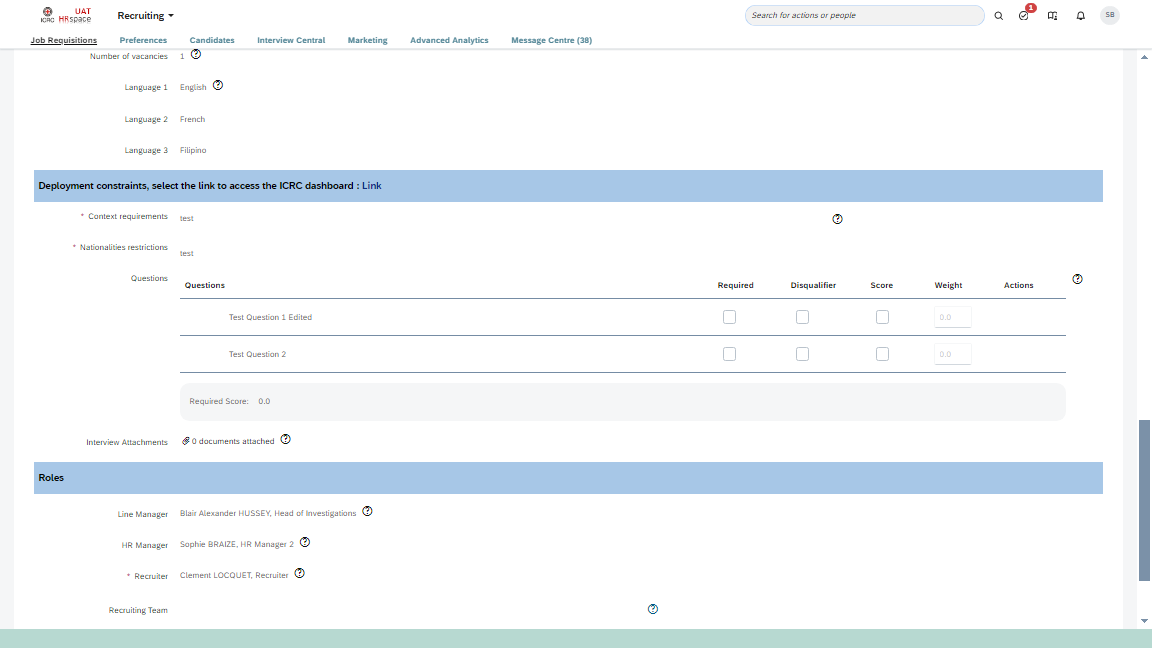 ICRC UAT HRspace Recruiting Search for actions or people 1 SB
Job Requisitions Preferences Candidates Interview Central Marketing Advanced Analytics Message Centre (38)
Number of vacancies 1
Language 1 English
Language 2 French
Language 3 Filipino
Deployment constraints, select the link to access the ICRC dashboard : Link
* Context requirements test
* Nationalities restrictions test
Questions
Questions Required Disqualifier Score Weight Actions
Test Question 1 Edited 0.0
Test Question 2 0.0
Required Score: 0.0
Interview Attachments 0 documents attached
Roles
Line Manager Blair Alexander HUSSEY, Head of Investigations
HR Manager Sophie BRAIZE, HR Manager 2
* Recruiter Clement LOCQUET, Recruiter
Recruiting Team